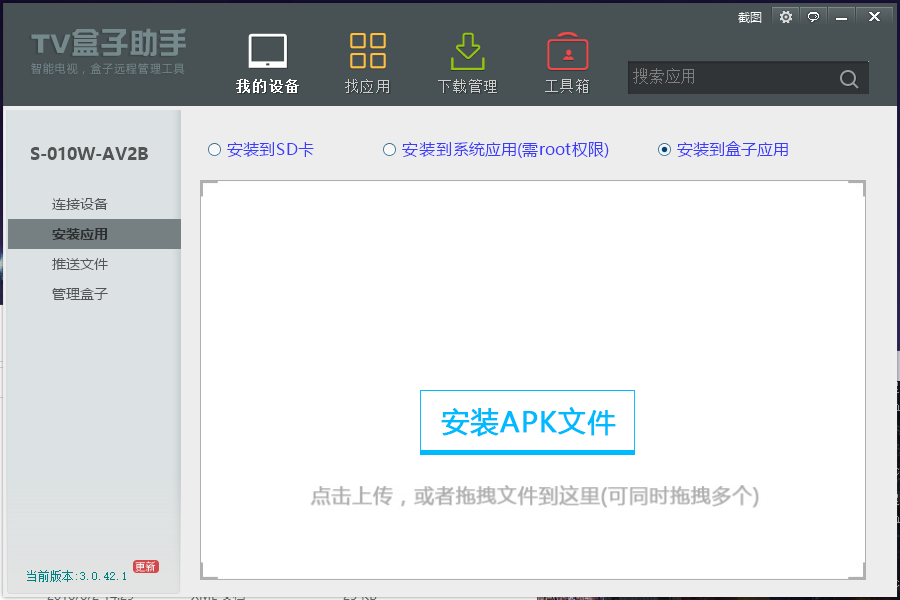 截图
TV盒子助手
智能电视，盒子远程管理工具
我的设备
找应用
下载管理
工具箱
搜索应用
S-010W-AV2B
连接设备
安装应用
推送文件
管理盒子
安装到SD卡
安装到系统应用(需root权限)
安装到盒子应用
安装APK文件
点击上传，或者拖拽文件到这里(可同时拖拽多个)
当前版本:3.0.42.1
更新